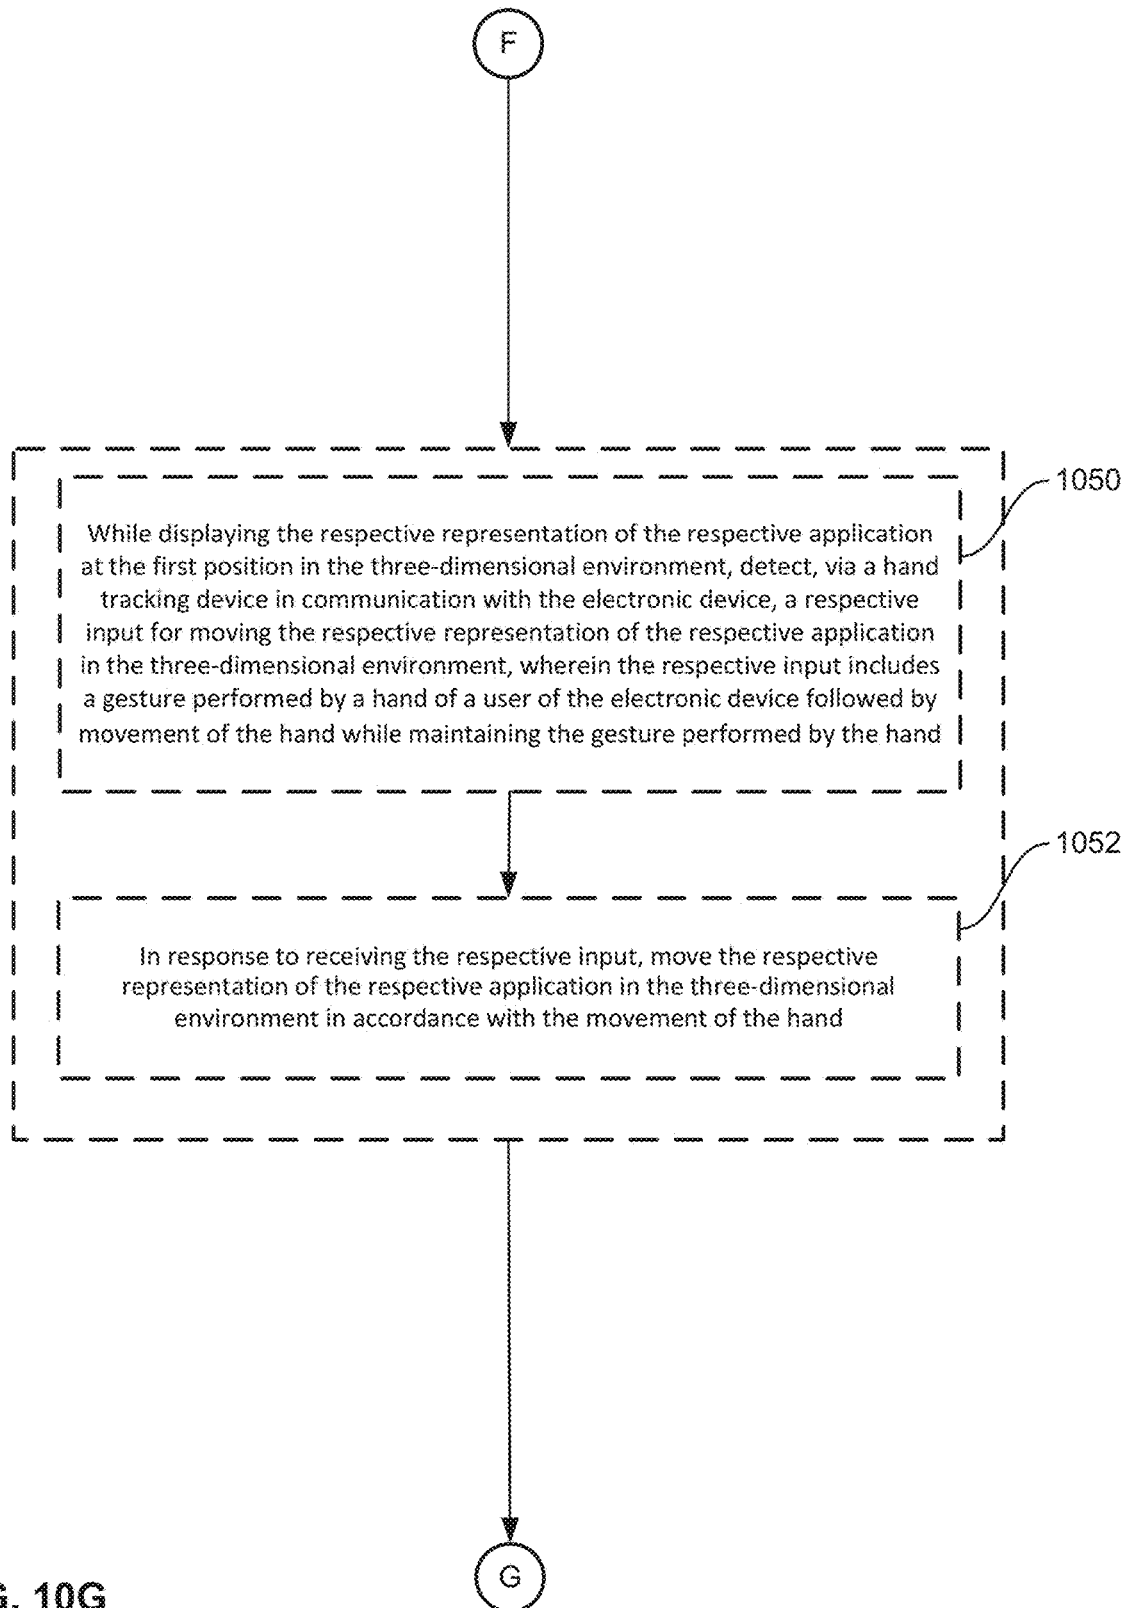 F
1050
While displaying the respective representation of the respective application
at the first position in the three-dimensional environment, detect, via a hand
tracking device in communication with the electronic device, a respective
input for moving the respective representation of the respective application
in the three-dimensional environment, wherein the respective input includes
a gesture performed by a hand of a user of the electronic device followed by
movement of the hand while maintaining the gesture performed by the hand
1052
In response to receiving the respective input, move the respective
representation of the respective application in the three-dimensional
environment in accordance with the movement of the hand
G
10G